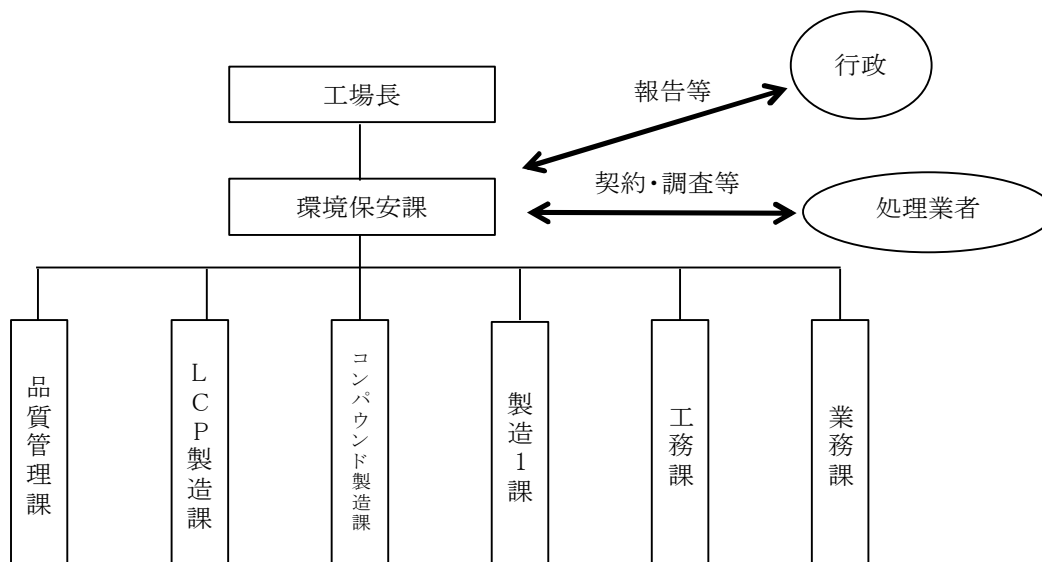 行政
工場長
報告等
環境保安課
契約・調査等
処理業者
品質管理課
LCP製造課
コンパウンド製造課
製造1課
工務課
業務課